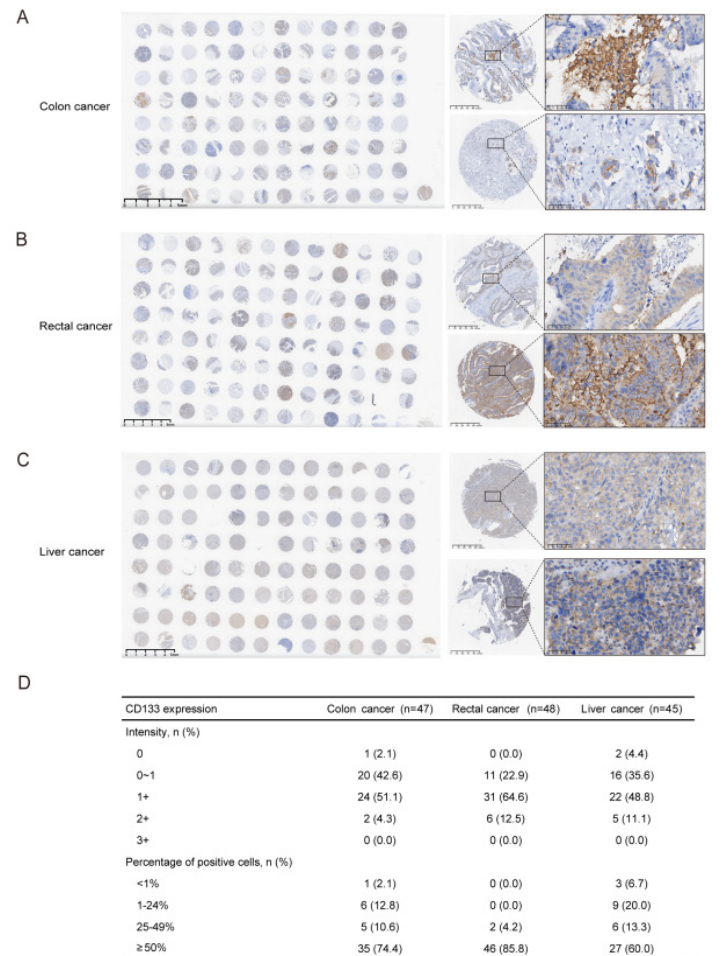 A
Colon cancer
B
Rectal cancer
C
Liver cancer
D
CD133 expression Colon cancer (n=47) Rectal cancer (n=48) Liver cancer (n=45)
Intensity, n (%)
0 1 (2.1) 0 (0.0) 2 (4.4)
0~1 20 (42.6) 11 (22.9) 16 (35.6)
1+ 24 (51.1) 31 (64.6) 22 (48.8)
2+ 2 (4.3) 6 (12.5) 5 (11.1)
3+ 0 (0.0) 0 (0.0) 0 (0.0)
Percentage of positive cells, n (%)
<1% 1 (2.1) 0 (0.0) 3 (6.7)
1-24% 6 (12.8) 0 (0.0) 9 (20.0)
25-49% 5 (10.6) 2 (4.2) 6 (13.3)
≥50% 35 (74.4) 46 (85.8) 27 (60.0)